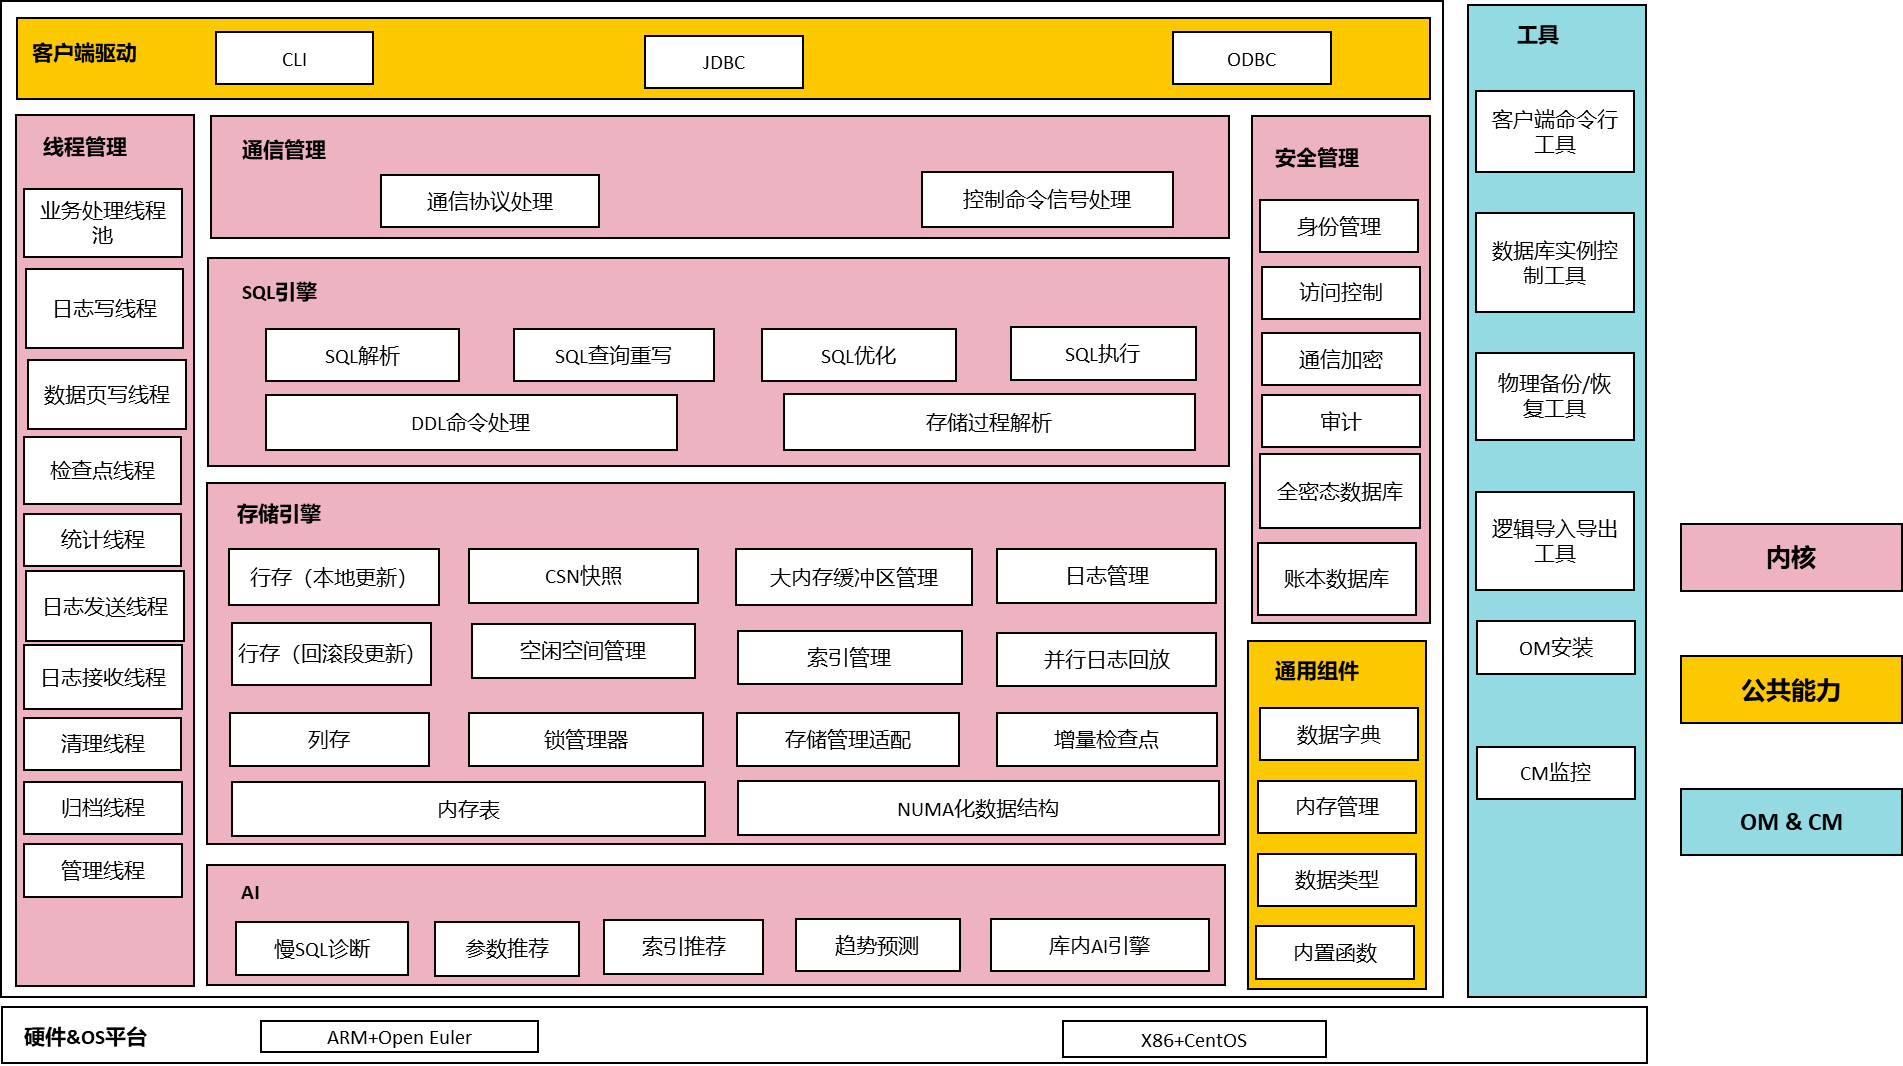 客户端驱动
CLI
JDBC
ODBC
线程管理
业务处理线程
池
日志写线程
数据页写线程
检查点线程
统计线程
日志发送线程
日志接收线程
清理线程
归档线程
管理线程
通信管理
通信协议处理
控制命令信号处理
SQL引擎
SQL解析
SQL查询重写
SQL优化
SQL执行
DDL命令处理
存储过程解析
存储引擎
行存（本地更新）
CSN快照
大内存缓冲区管理
日志管理
行存（回滚段更新）
空闲空间管理
索引管理
并行日志回放
列存
锁管理器
存储管理适配
增量检查点
内存表
NUMA化数据结构
AI
慢SQL诊断
参数推荐
索引推荐
趋势预测
库内AI引擎
安全管理
身份管理
访问控制
通信加密
审计
全密态数据库
账本数据库
通用组件
数据字典
内存管理
数据类型
内置函数
工具
客户端命令行
工具
数据库实例控
制工具
物理备份/恢
复工具
逻辑导入导出
工具
OM安装
CM监控
内核
公共能力
OM & CM
硬件&OS平台
ARM+Open Euler
X86+CentOS